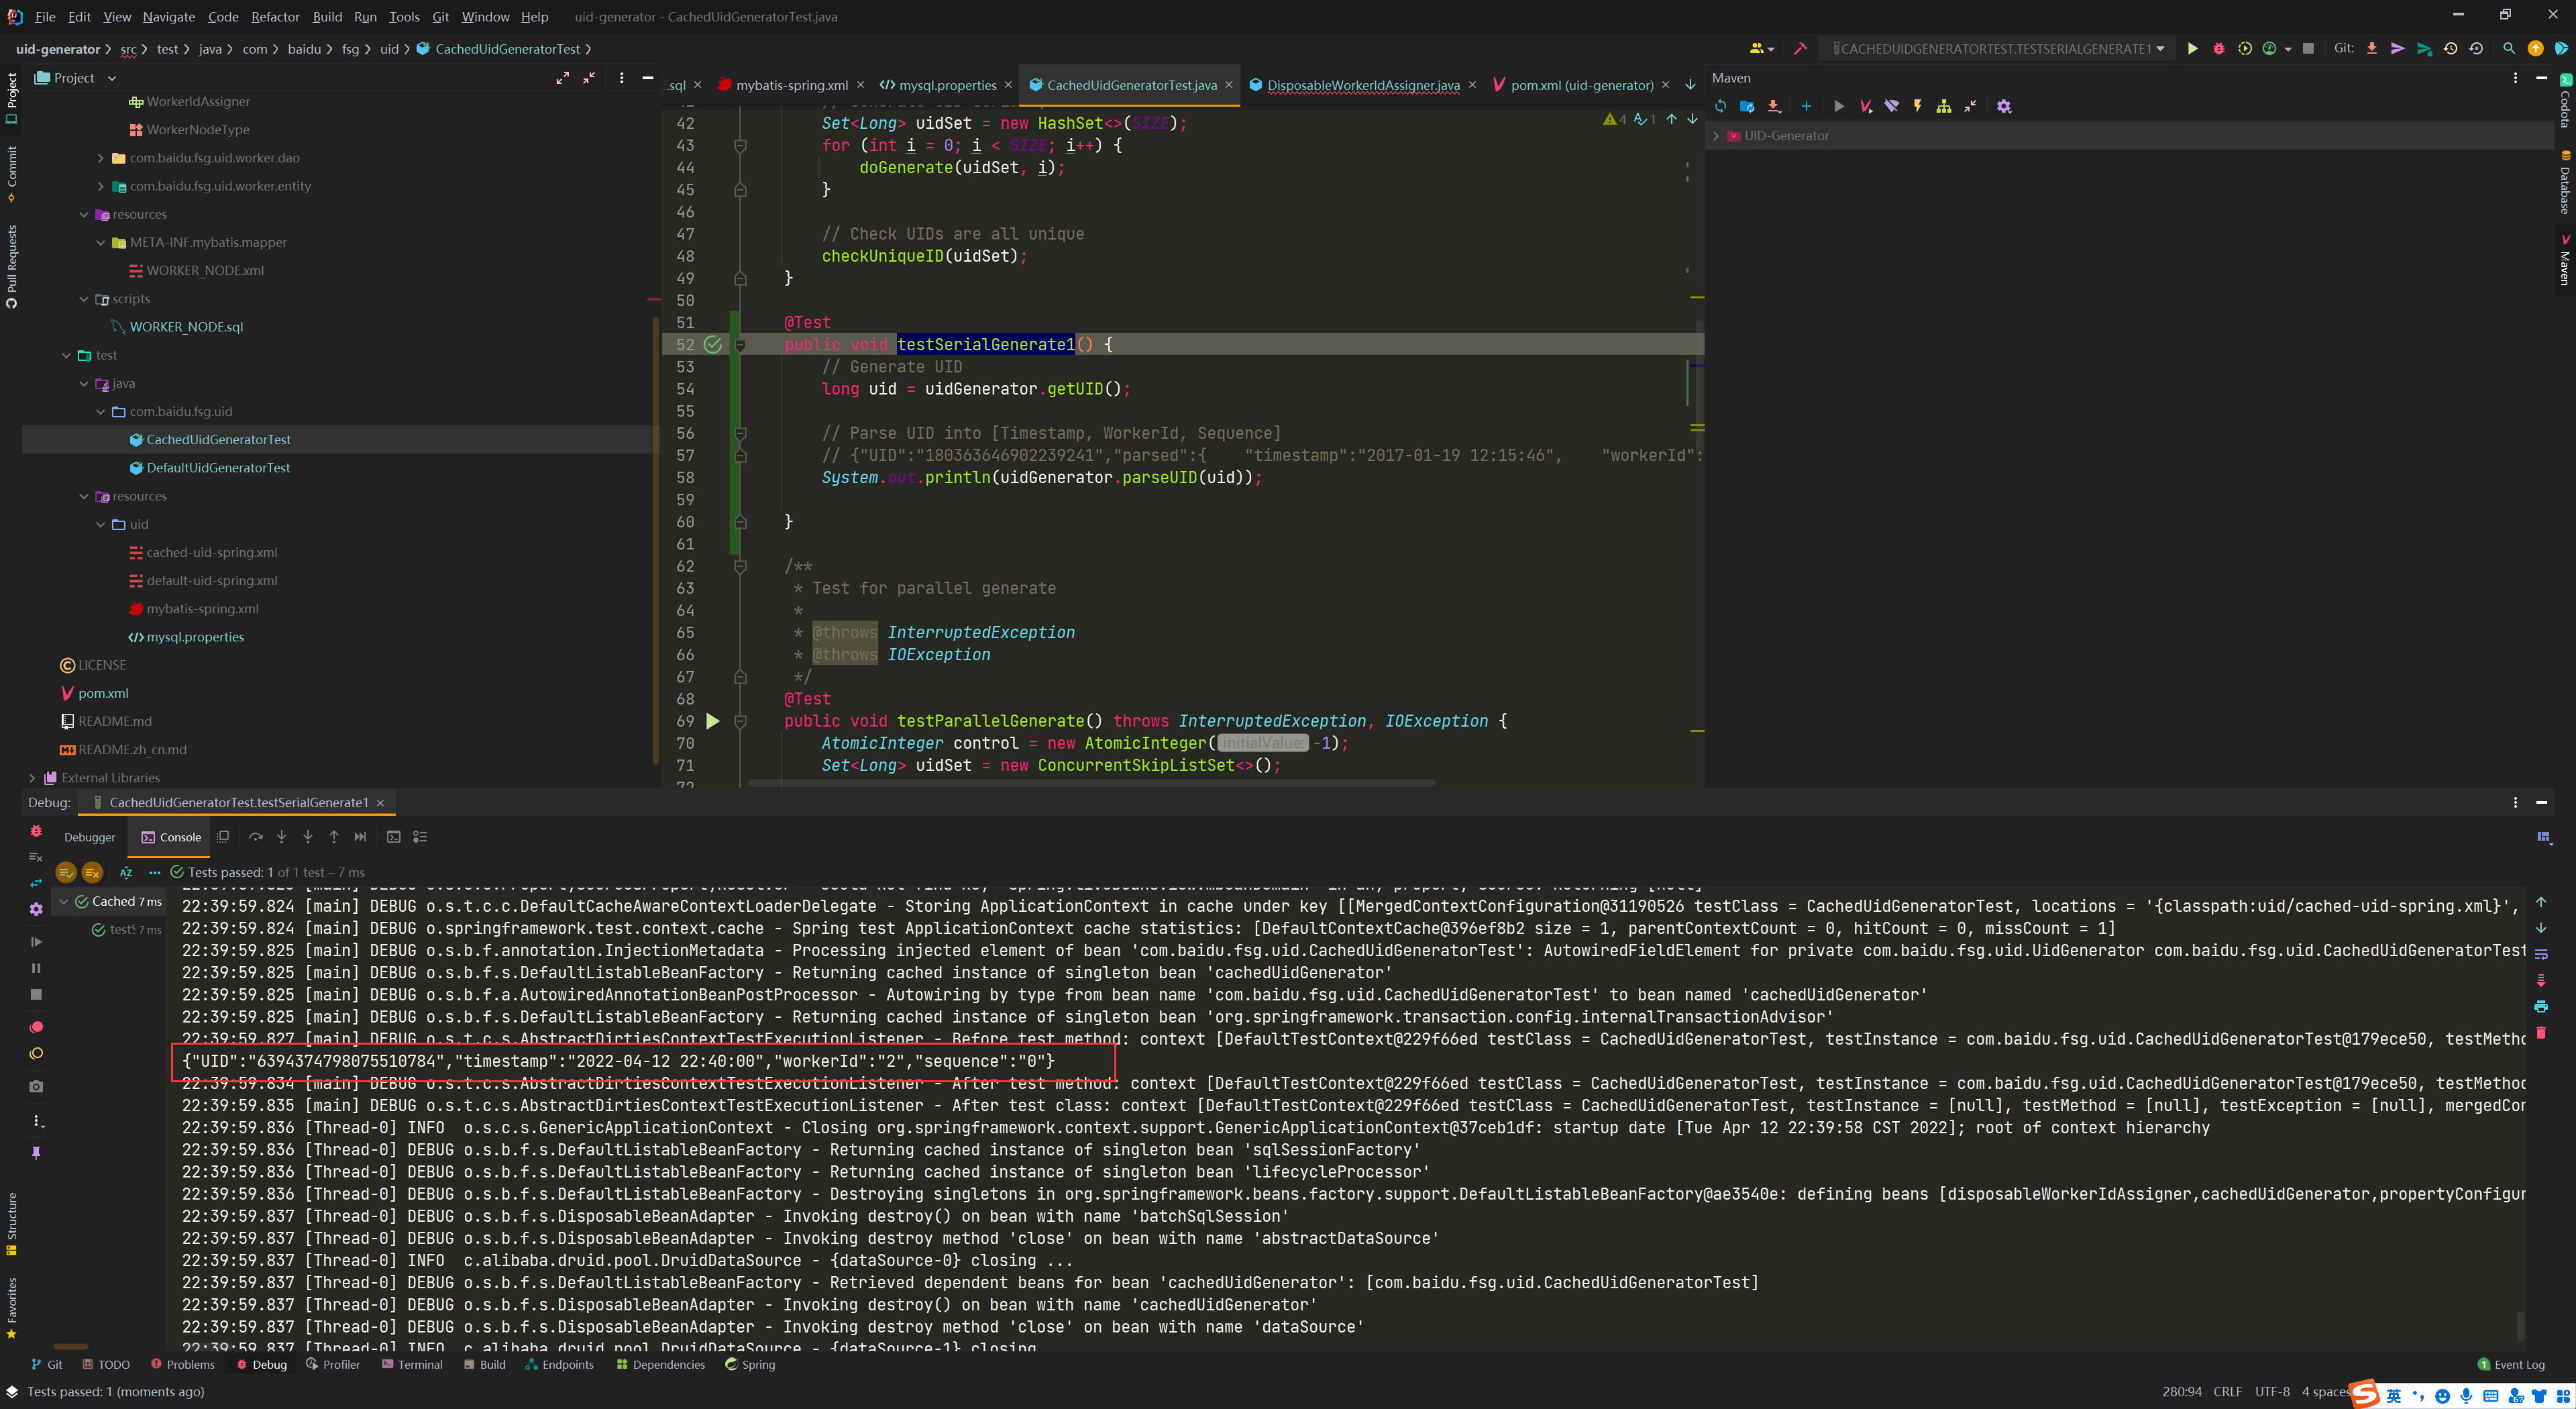 File Edit View Navigate Code Refactor Build Run Tools Git Window Help uid-generator - CachedUidGeneratorTest.java
uid-generator src test java com baidu fsg uid CachedUidGeneratorTest
CACHEDUIDGENERATORTEST.TESTSERIALGENERATE1
Git:
Project
.sql
mybatis-spring.xml
mysql.properties
CachedUidGeneratorTest.java
DisposableWorkerIdAssigner.java
pom.xml (uid-generator)
Maven
Project
Commit
Pull Requests
Structure
Favorites
Codota
Database
Maven
UID-Generator
WorkerIdAssigner
WorkerNodeType
com.baidu.fsg.uid.worker.dao
com.baidu.fsg.uid.worker.entity
resources
META-INF.mybatis.mapper
WORKER_NODE.xml
scripts
WORKER_NODE.sql
test
java
com.baidu.fsg.uid
CachedUidGeneratorTest
DefaultUidGeneratorTest
resources
uid
cached-uid-spring.xml
default-uid-spring.xml
mybatis-spring.xml
mysql.properties
LICENSE
pom.xml
README.md
README.zh_cn.md
External Libraries
4 1
42 Set<Long> uidSet = new HashSet<>(SIZE);
43 for (int i = 0; i < SIZE; i++) {
44 doGenerate(uidSet, i);
45 }
46
47 // Check UIDs are all unique
48 checkUniqueID(uidSet);
49 }
50
51 @Test
52 public void testSerialGenerate1() {
53 // Generate UID
54 long uid = uidGenerator.getUID();
55
56 // Parse UID into [Timestamp, WorkerId, Sequence]
57 // {"UID":"180363646902239241","parsed":{    "timestamp":"2017-01-19 12:15:46",    "workerId":
58 System.out.println(uidGenerator.parseUID(uid));
59
60 }
61
62 /**
63 * Test for parallel generate
64 *
65 * @throws InterruptedException
66 * @throws IOException
67 */
68 @Test
69 public void testParallelGenerate() throws InterruptedException, IOException {
70 AtomicInteger control = new AtomicInteger( initialValue: -1);
71 Set<Long> uidSet = new ConcurrentSkipListSet<>();
72
Debug: CachedUidGeneratorTest.testSerialGenerate1
Debugger Console
Tests passed: 1 of 1 test – 7 ms
Cached 7 ms
testS 7 ms
22:39:59.824 [main] DEBUG o.s.t.c.c.DefaultCacheAwareContextLoaderDelegate - Storing ApplicationContext in cache under key [[MergedContextConfiguration@31190526 testClass = CachedUidGeneratorTest, locations = '{classpath:uid/cached-uid-spring.xml}',
22:39:59.824 [main] DEBUG o.springframework.test.context.cache - Spring test ApplicationContext cache statistics: [DefaultContextCache@396ef8b2 size = 1, parentContextCount = 0, hitCount = 0, missCount = 1]
22:39:59.825 [main] DEBUG o.s.b.f.annotation.InjectionMetadata - Processing injected element of bean 'com.baidu.fsg.uid.CachedUidGeneratorTest': AutowiredFieldElement for private com.baidu.fsg.uid.UidGenerator com.baidu.fsg.uid.CachedUidGeneratorTest
22:39:59.825 [main] DEBUG o.s.b.f.s.DefaultListableBeanFactory - Returning cached instance of singleton bean 'cachedUidGenerator'
22:39:59.825 [main] DEBUG o.s.b.f.a.AutowiredAnnotationBeanPostProcessor - Autowiring by type from bean name 'com.baidu.fsg.uid.CachedUidGeneratorTest' to bean named 'cachedUidGenerator'
22:39:59.825 [main] DEBUG o.s.b.f.s.DefaultListableBeanFactory - Returning cached instance of singleton bean 'org.springframework.transaction.config.internalTransactionAdvisor'
22:39:59.827 [main] DEBUG o.s.t.c.s.AbstractDirtiesContextTestExecutionListener - Before test method: context [DefaultTestContext@229f66ed testClass = CachedUidGeneratorTest, testInstance = com.baidu.fsg.uid.CachedUidGeneratorTest@179ece50, testMetho
{"UID":"6394374798075510784","timestamp":"2022-04-12 22:40:00","workerId":"2","sequence":"0"}
22:39:59.834 [main] DEBUG o.s.t.c.s.AbstractDirtiesContextTestExecutionListener - After test method: context [DefaultTestContext@229f66ed testClass = CachedUidGeneratorTest, testInstance = com.baidu.fsg.uid.CachedUidGeneratorTest@179ece50, testMethod
22:39:59.835 [main] DEBUG o.s.t.c.s.AbstractDirtiesContextTestExecutionListener - After test class: context [DefaultTestContext@229f66ed testClass = CachedUidGeneratorTest, testInstance = [null], testMethod = [null], testException = [null], mergedCon
22:39:59.836 [Thread-0] INFO  o.s.c.s.GenericApplicationContext - Closing org.springframework.context.support.GenericApplicationContext@37ceb1df: startup date [Tue Apr 12 22:39:58 CST 2022]; root of context hierarchy
22:39:59.836 [Thread-0] DEBUG o.s.b.f.s.DefaultListableBeanFactory - Returning cached instance of singleton bean 'sqlSessionFactory'
22:39:59.836 [Thread-0] DEBUG o.s.b.f.s.DefaultListableBeanFactory - Returning cached instance of singleton bean 'lifecycleProcessor'
22:39:59.836 [Thread-0] DEBUG o.s.b.f.s.DefaultListableBeanFactory - Destroying singletons in org.springframework.beans.factory.support.DefaultListableBeanFactory@ae3540e: defining beans [disposableWorkerIdAssigner,cachedUidGenerator,propertyConfigur
22:39:59.837 [Thread-0] DEBUG o.s.b.f.s.DisposableBeanAdapter - Invoking destroy() on bean with name 'batchSqlSession'
22:39:59.837 [Thread-0] DEBUG o.s.b.f.s.DisposableBeanAdapter - Invoking destroy method 'close' on bean with name 'abstractDataSource'
22:39:59.837 [Thread-0] INFO  c.alibaba.druid.pool.DruidDataSource - {dataSource-0} closing ...
22:39:59.837 [Thread-0] DEBUG o.s.b.f.s.DefaultListableBeanFactory - Retrieved dependent beans for bean 'cachedUidGenerator': [com.baidu.fsg.uid.CachedUidGeneratorTest]
22:39:59.837 [Thread-0] DEBUG o.s.b.f.s.DisposableBeanAdapter - Invoking destroy() on bean with name 'cachedUidGenerator'
22:39:59.837 [Thread-0] DEBUG o.s.b.f.s.DisposableBeanAdapter - Invoking destroy method 'close' on bean with name 'dataSource'
22:39:59.837 [Thread-0] INFO  c.alibaba.druid.pool.DruidDataSource - {dataSource-1} closing
Git TODO Problems Debug Profiler Terminal Build Endpoints Dependencies Spring
1 Event Log
Tests passed: 1 (moments ago)
280:94 CRLF UTF-8 4 spaces
英